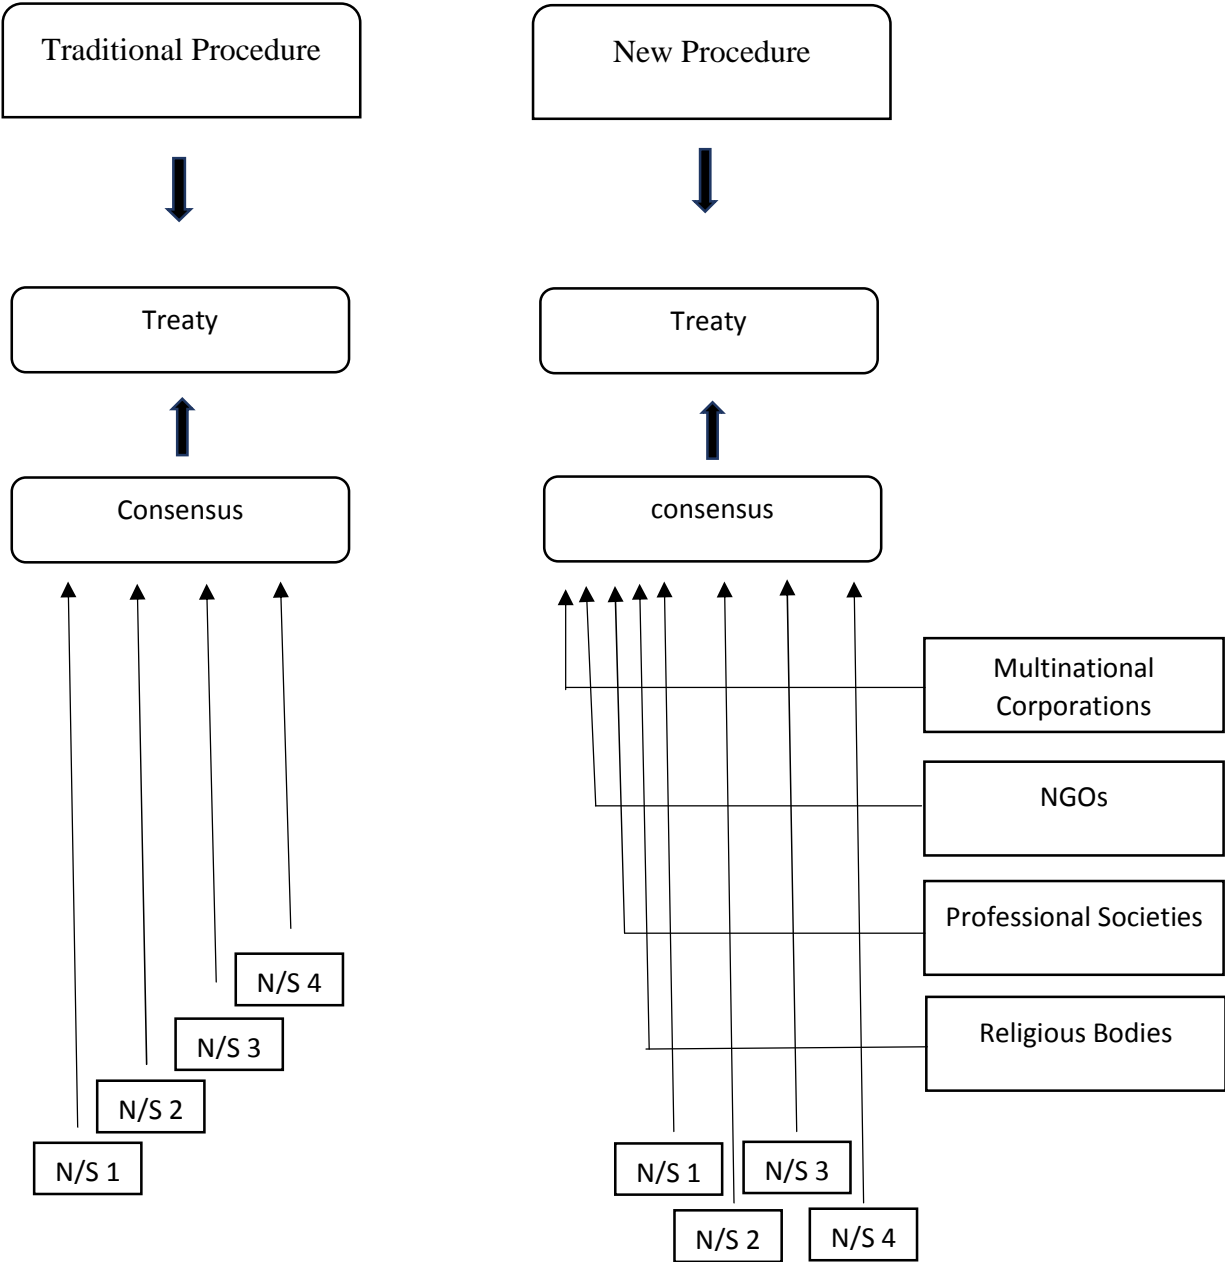 Traditional Procedure
New Procedure
Treaty
Treaty
Consensus
consensus
Multinational
Corporations
NGOs
Professional Societies
N/S 4
N/S 3
Religious Bodies
N/S 2
N/S 1
N/S 1
N/S 3
N/S 2
N/S 4